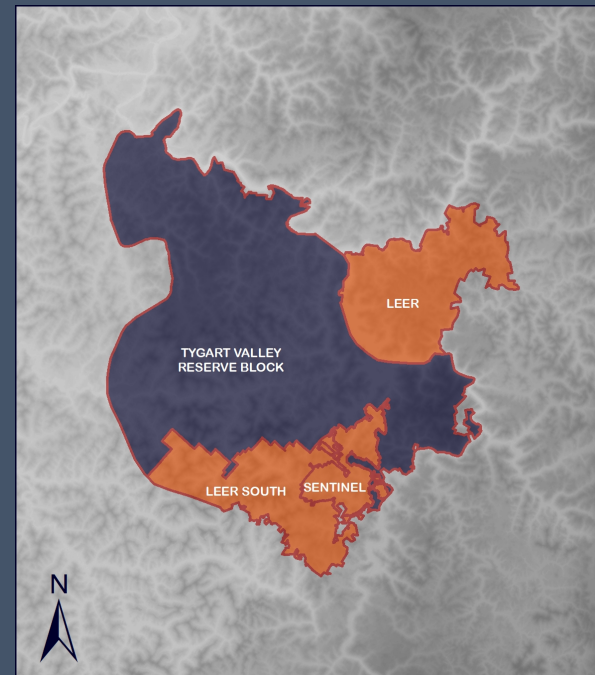 LEER
TYGART VALLEY
RESERVE BLOCK
LEER SOUTH
SENTINEL
N